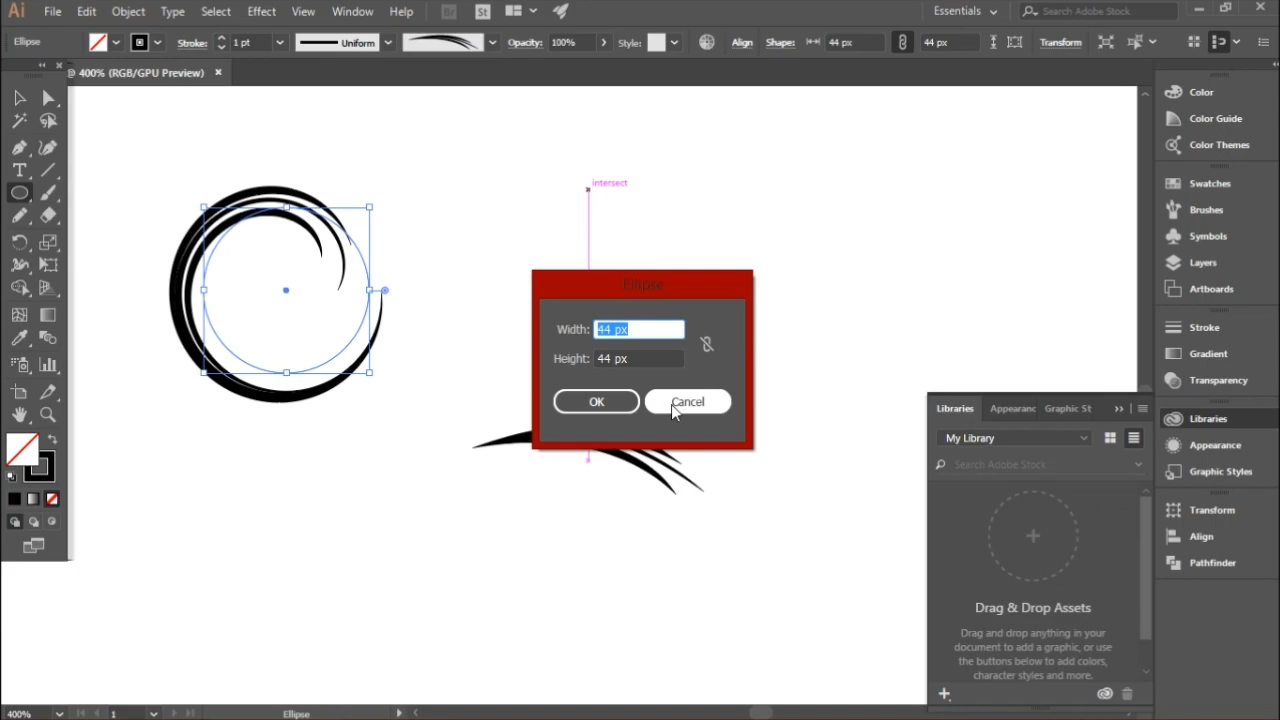 Ai File Edit Object Type Select Effect View Window Help Br St Essentials Search Adobe Stock
Ellipse Stroke: 1 pt Uniform Opacity: 100% Style: Align Shape: 44 px 44 px Transform
@ 400% (RGB/GPU Preview)
intersect
Ellipse
Width: 44 px
Height: 44 px
OK Cancel
Color
Color Guide
Color Themes
Swatches
Brushes
Symbols
Layers
Artboards
Stroke
Gradient
Transparency
Libraries
Appearance
Graphic Styles
Transform
Align
Pathfinder
Libraries Appearanc Graphic St
My Library
Search Adobe Stock
Drag & Drop Assets
Drag and drop anything in your
document to add a graphic, or use
the buttons below to add colors,
character styles and more.
400% 1 Ellipse